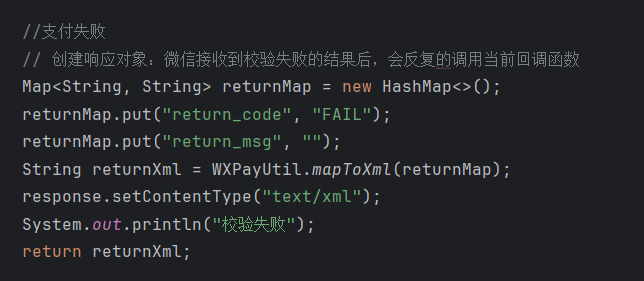 //支付失败
// 创建响应对象：微信接收到校验失败的结果后，会反复的调用当前回调函数
Map<String, String> returnMap = new HashMap<>();
returnMap.put("return_code", "FAIL");
returnMap.put("return_msg", "");
String returnXml = WXPayUtil.mapToXml(returnMap);
response.setContentType("text/xml");
System.out.println("校验失败");
return returnXml;